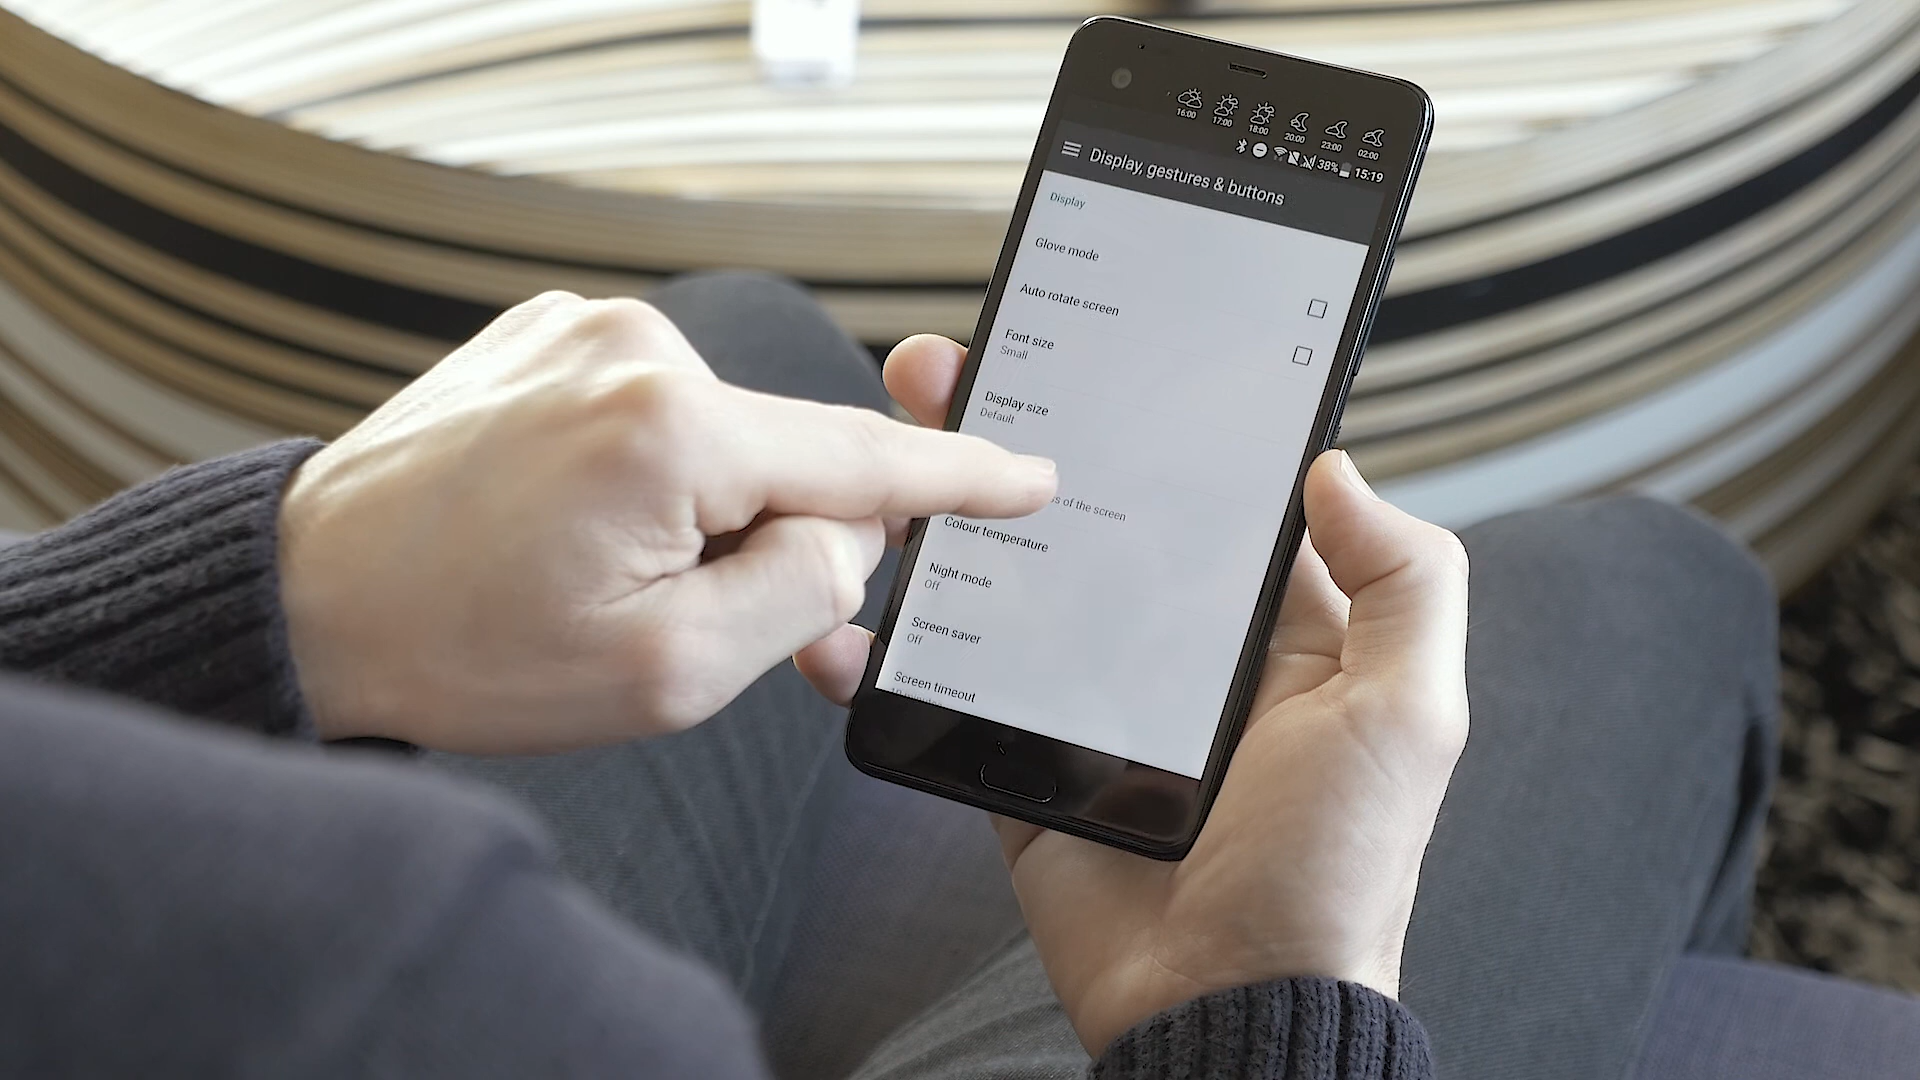 16:00 17:00 18:00 20:00 23:00 02:00
38% 15:19
Display, gestures & buttons
Display
Glove mode
Auto rotate screen
Font size
Small
Display size
Default
of the screen
Colour temperature
Night mode
Off
Screen saver
Off
Screen timeout
10 minutes